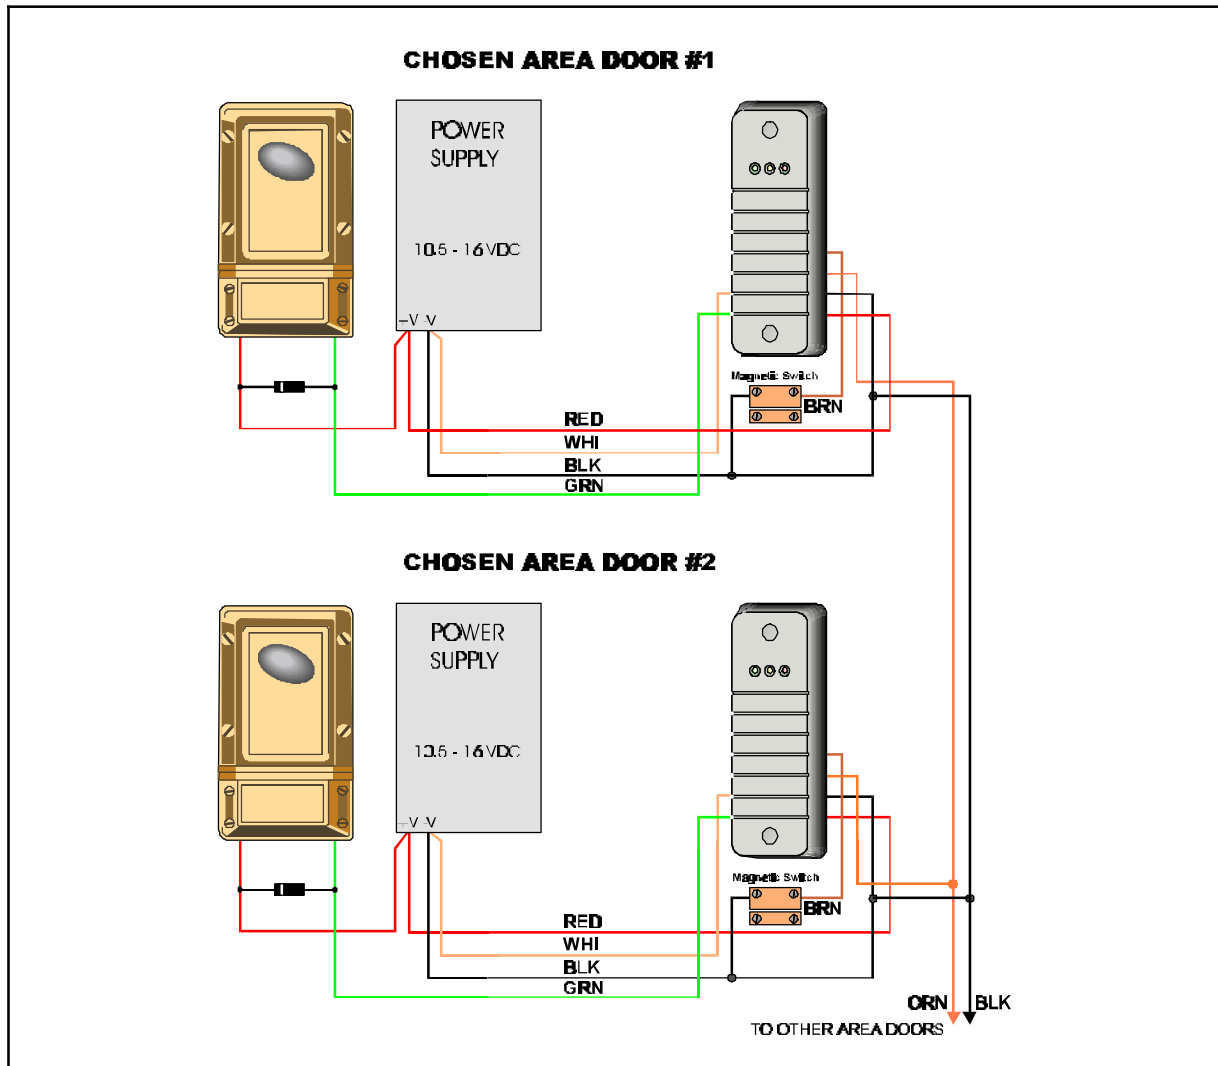 CHOSEN AREA DOOR #1
POWER
SUPPLY
10.5 - 16 VDC
+V -V
Magnetic Switch
BRN
RED
WHI
BLK
GRN
CHOSEN AREA DOOR #2
POWER
SUPPLY
10.5 - 16 VDC
+V -V
Magnetic Switch
BRN
RED
WHI
BLK
GRN
ORN BLK
TO OTHER AREA DOORS